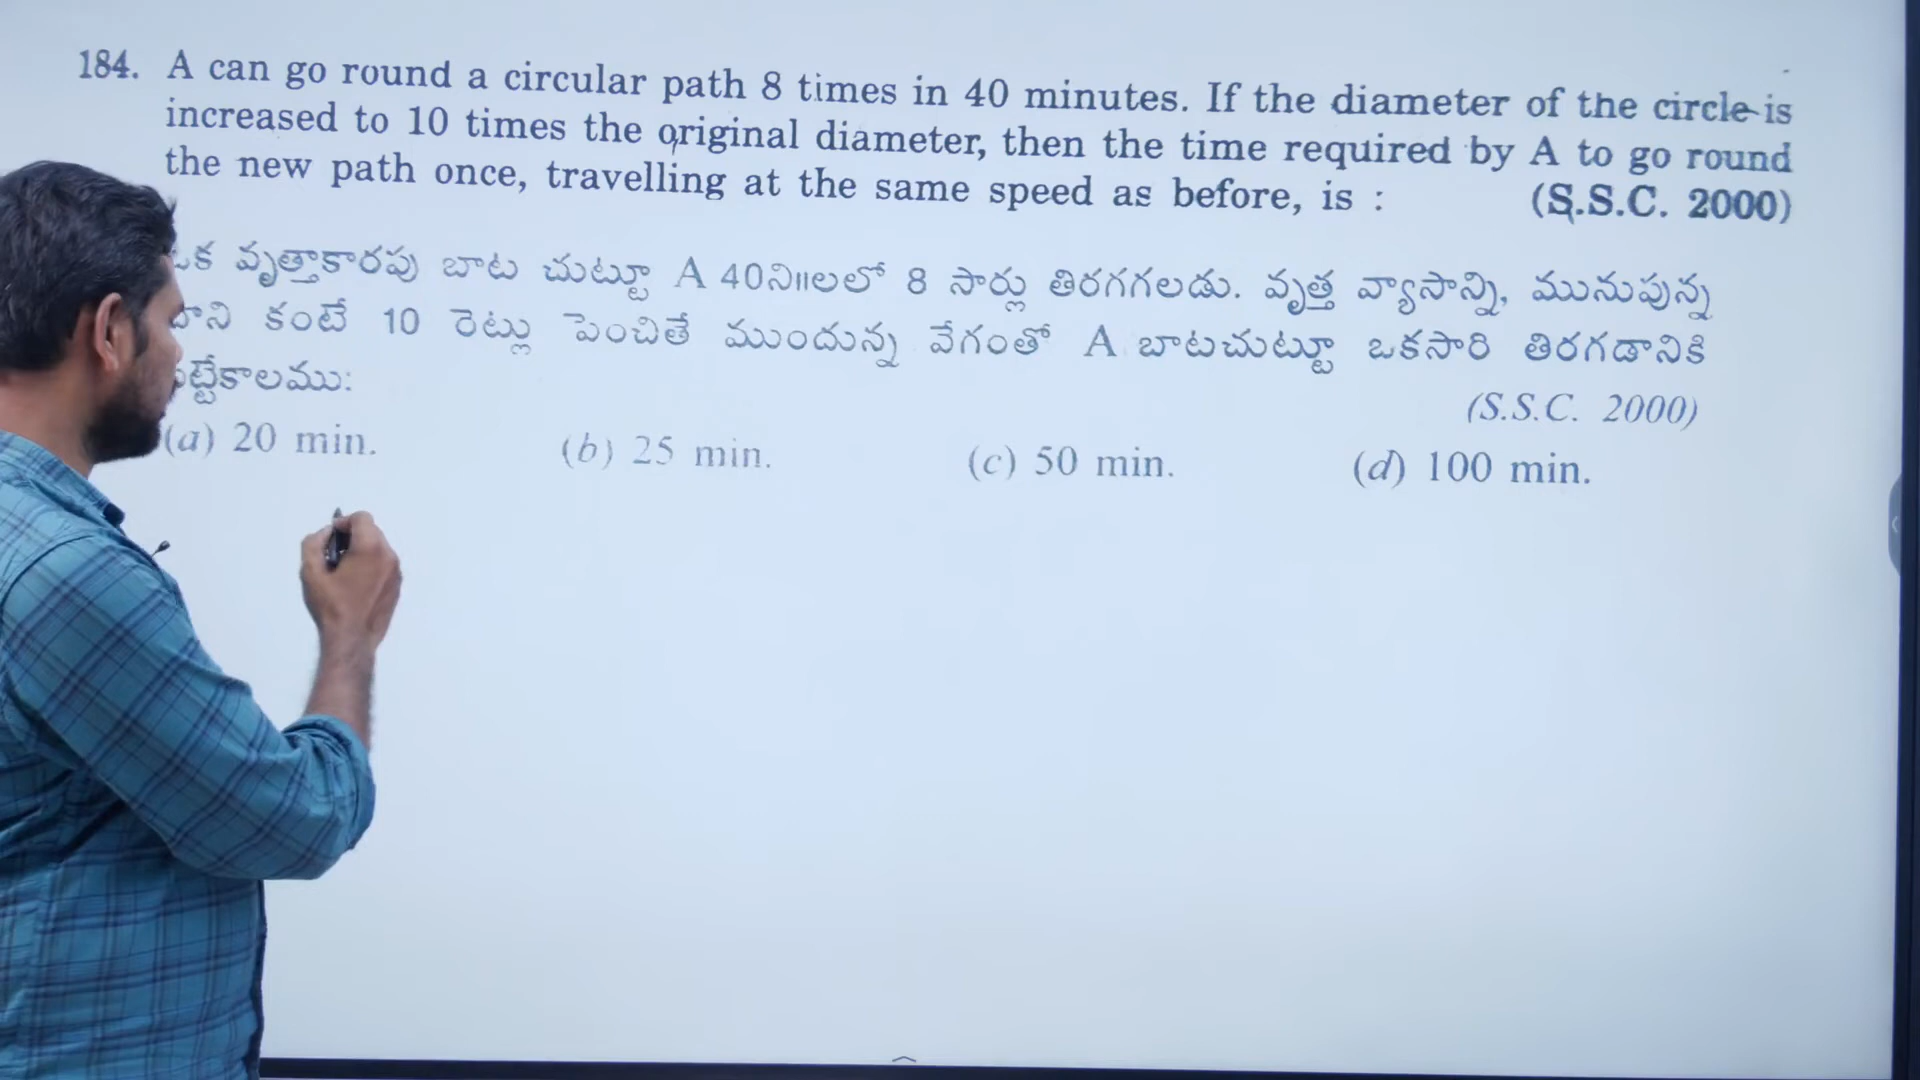 184. A can go round a circular path 8 times in 40 minutes. If the diameter of the circle is
increased to 10 times the original diameter, then the time required by A to go round
the new path once, travelling at the same speed as before, is : (S.S.C. 2000)
వృత్తాకారపు బాట చుట్టూ A 40ని॥లలో 8 సార్లు తిరగగలడు. వృత్త వ్యాసాన్ని, మునుపున్న
కంటే 10 రెట్లు పెంచితే ముందున్న వేగంతో A బాటచుట్టూ ఒకసారి తిరగడానికి
(S.S.C. 2000)
(a) 20 min. (b) 25 min. (c) 50 min. (d) 100 min.